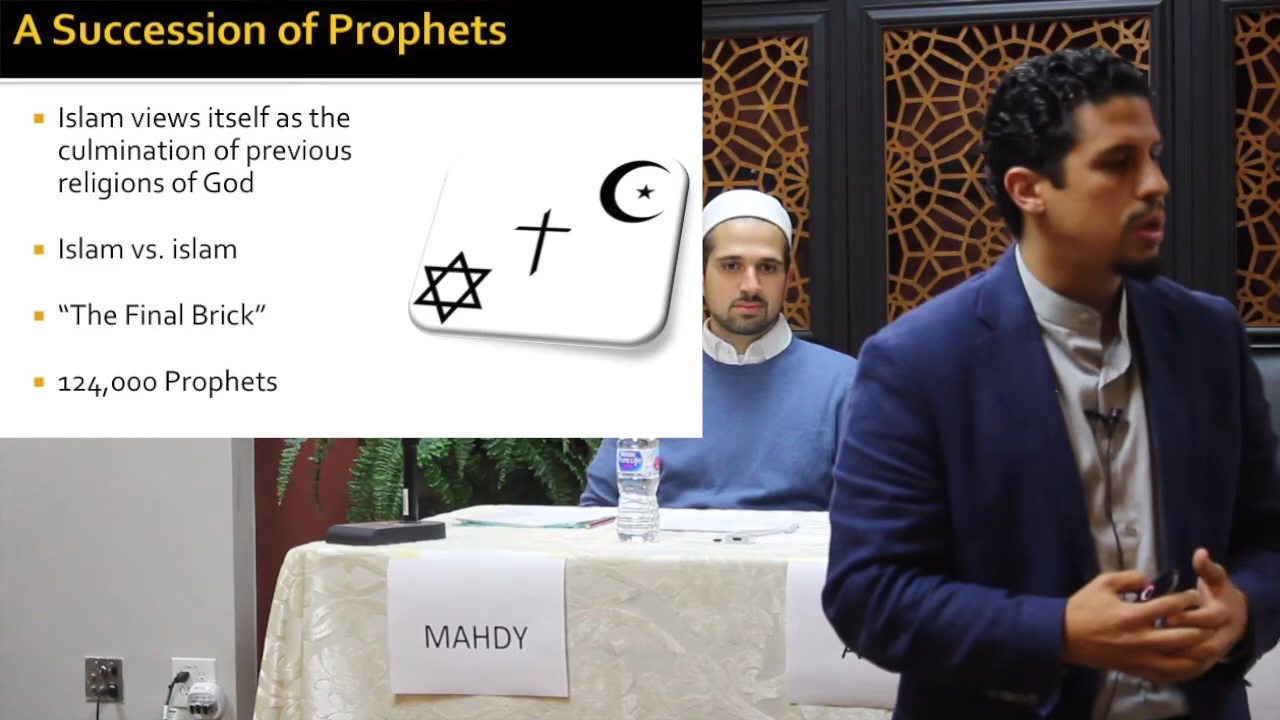 A Succession of Prophets
Islam views itself as the
culmination of previous
religions of God
Islam vs. islam
“The Final Brick”
124,000 Prophets
MAHDY